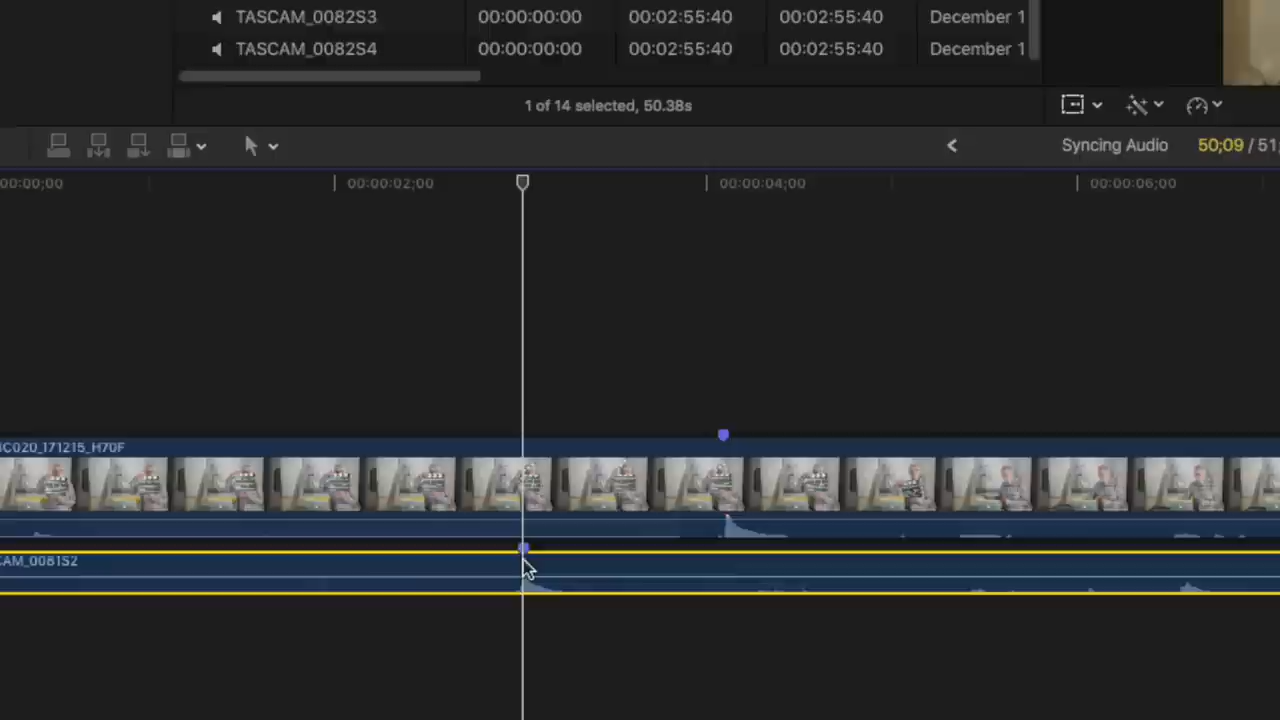 TASCAM_0082S3 00:00:00:00 00:02:55:40 00:02:55:40 December 1
TASCAM_0082S4 00:00:00:00 00:02:55:40 00:02:55:40 December 1
1 of 14 selected, 50.38s
Syncing Audio 50;09 / 51;
00:00:00;00 00:00:02;00 00:00:04;00 00:00:06;00
IC020_171215_H70F
CAM_0081S2